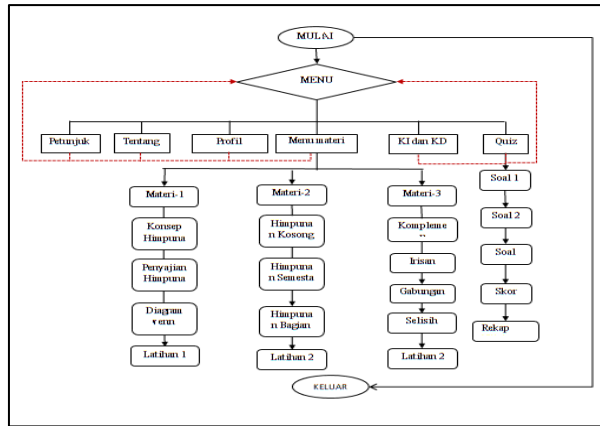 MULAI
MENU
Petunjuk
Tentang
Profil
Menu materi
KI dan KD
Quiz
Materi-1
Konsep
Himpuna
Penyajian
Himpuna
Diagram
venn
Latihan 1
Materi-2
Himpuna
n Kosong
Himpuna
n Semesta
Himpuna
n Bagian
Latihan 2
Materi-3
Kompleme
Irisan
Gabungan
Selisih
Latihan 2
Soal 1
Soal 2
Soal
Skor
Rekap
KELUAR